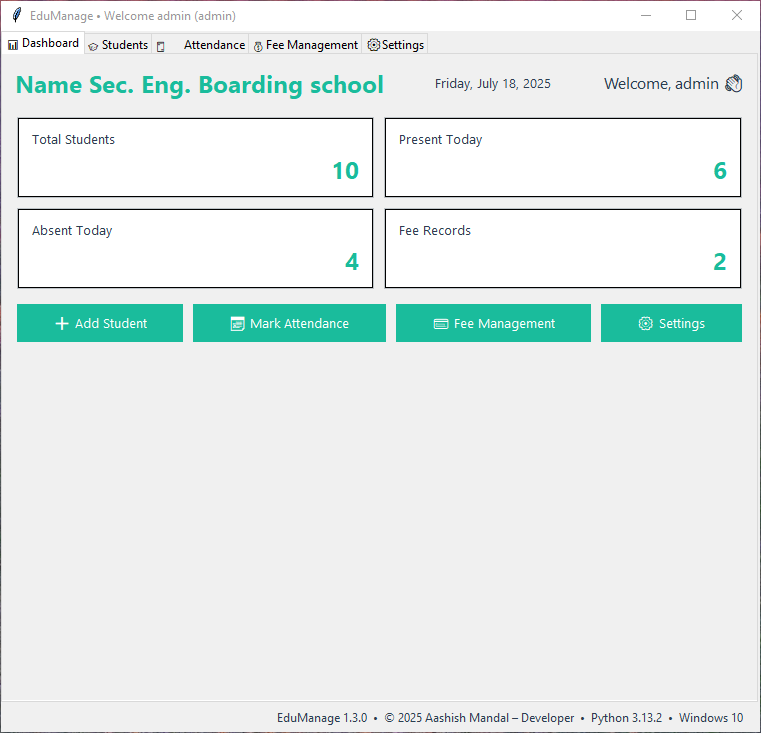 EduManage • Welcome admin (admin)
Dashboard Students Attendance Fee Management Settings
Name Sec. Eng. Boarding school Friday, July 18, 2025 Welcome, admin
Total Students Present Today
10 6
Absent Today Fee Records
4 2
Add Student Mark Attendance Fee Management Settings
EduManage 1.3.0 • © 2025 Aashish Mandal – Developer • Python 3.13.2 • Windows 10